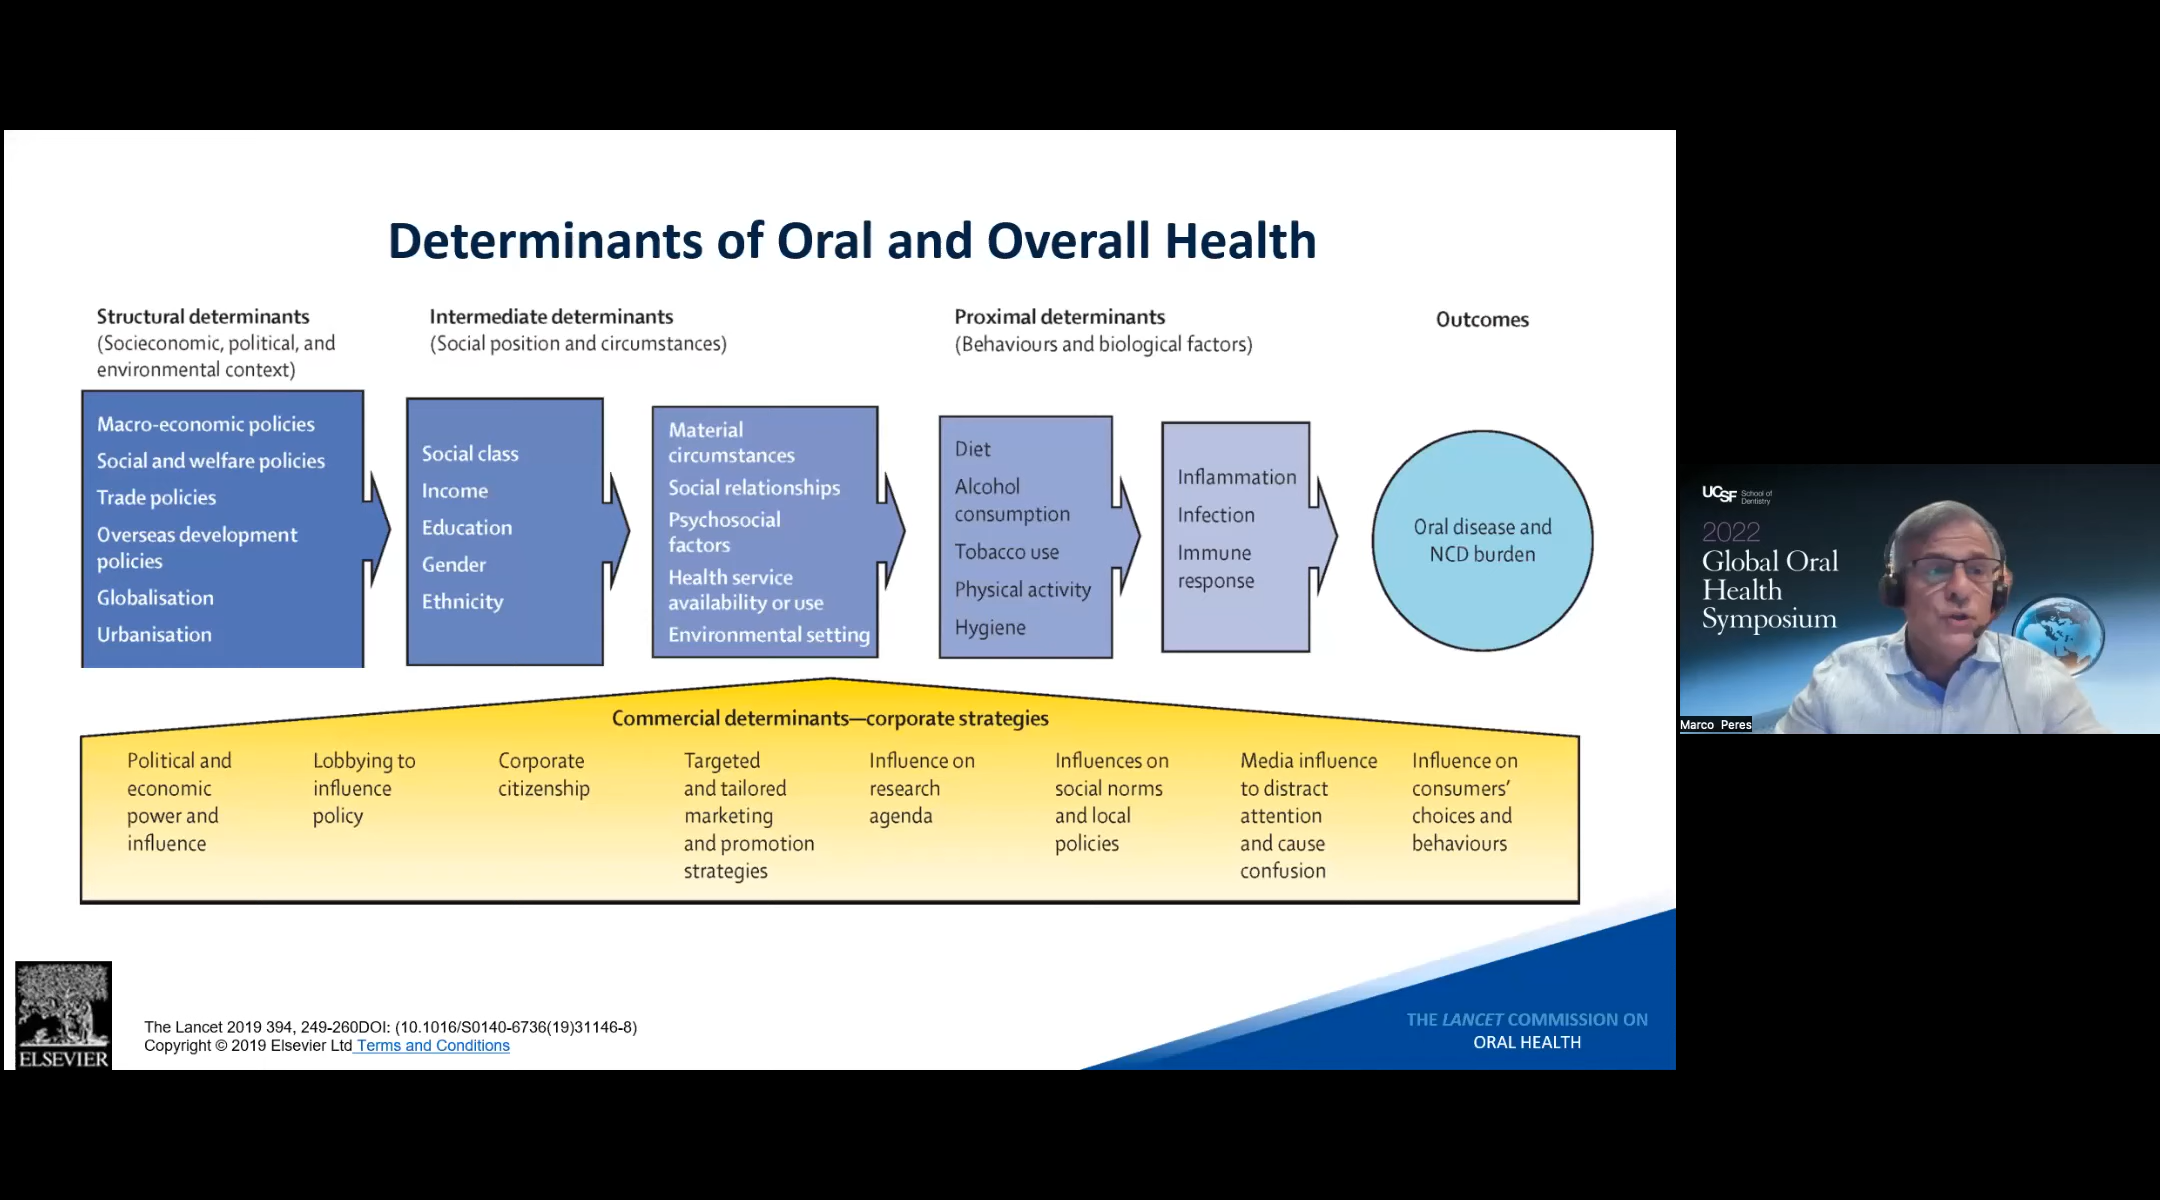 Determinants of Oral and Overall Health
Structural determinants
(Socieconomic, political, and
environmental context)
Macro-economic policies
Social and welfare policies
Trade policies
Overseas development
policies
Globalisation
Urbanisation
Intermediate determinants
(Social position and circumstances)
Social class
Income
Education
Gender
Ethnicity
Material
circumstances
Social relationships
Psychosocial
factors
Health service
availability or use
Environmental setting
Proximal determinants
(Behaviours and biological factors)
Diet
Alcohol
consumption
Tobacco use
Physical activity
Hygiene
Inflammation
Infection
Immune
response
Outcomes
Oral disease and
NCD burden
Commercial determinants—corporate strategies
Political and
economic
power and
influence
Lobbying to
influence
policy
Corporate
citizenship
Targeted
and tailored
marketing
and promotion
strategies
Influence on
research
agenda
Influences on
social norms
and local
policies
Media influence
to distract
attention
and cause
confusion
Influence on
consumers’
choices and
behaviours
ELSEVIER
The Lancet 2019 394, 249-260DOI: (10.1016/S0140-6736(19)31146-8)
Copyright © 2019 Elsevier Ltd Terms and Conditions
THE LANCET COMMISSION ON
ORAL HEALTH
UCSF School of
Dentistry
2022
Global Oral
Health
Symposium
Marco Peres